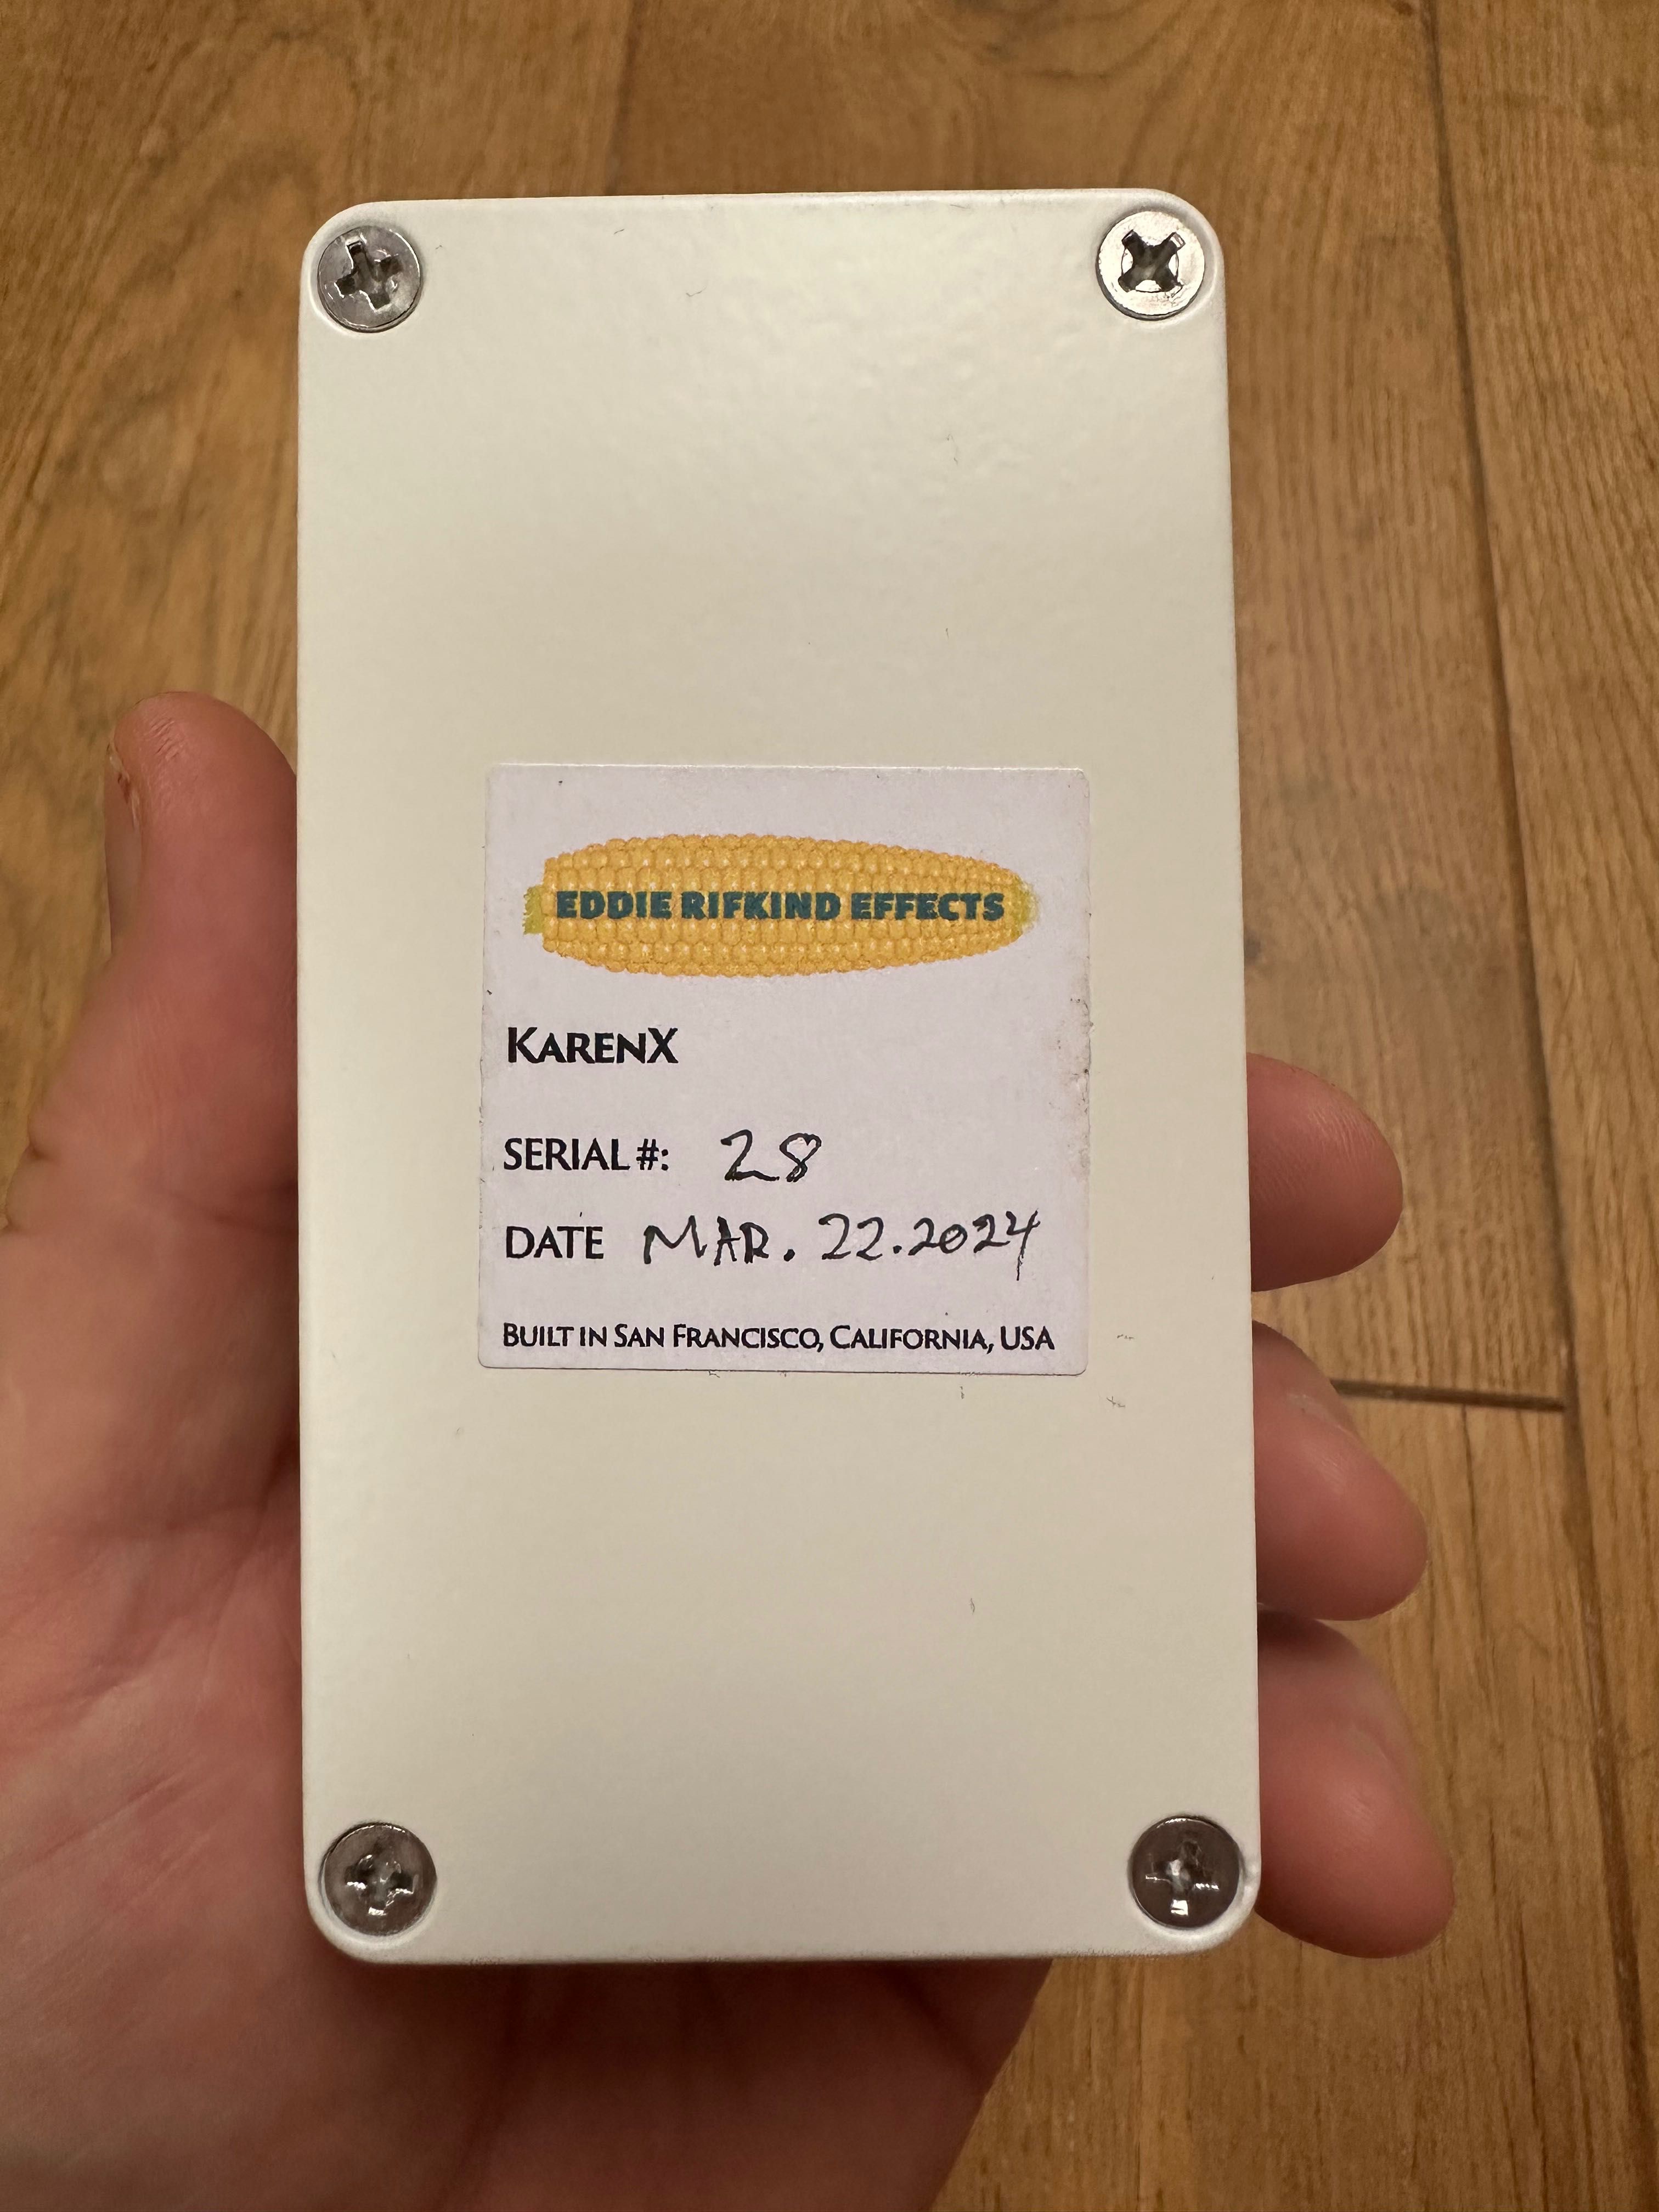 EDDIE RIFKIND EFFECTS
KARENX
SERIAL #: 28
DATE MAR. 22.2024
BUILT IN SAN FRANCISCO, CALIFORNIA, USA